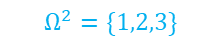 Ω² = {1,2,3}